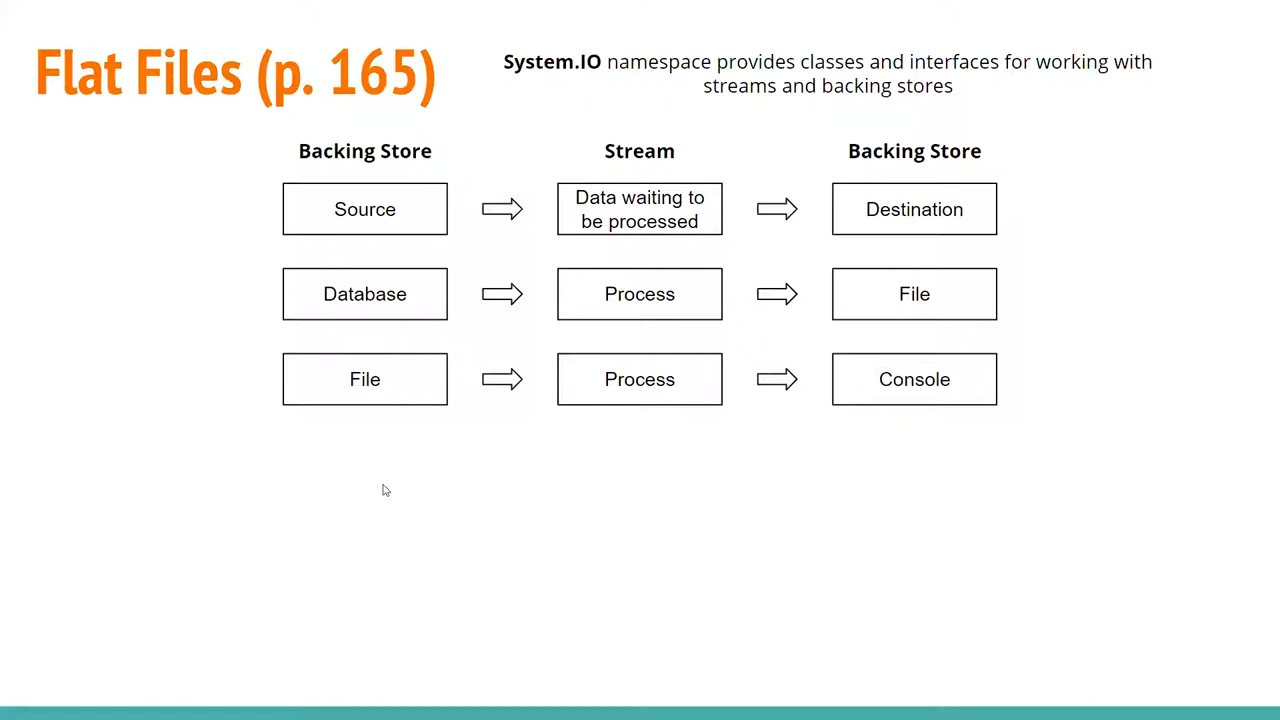 Flat Files (p. 165)
System.IO namespace provides classes and interfaces for working with
streams and backing stores
Backing Store
Stream
Backing Store
Source
Data waiting to
be processed
Destination
Database
Process
File
File
Process
Console